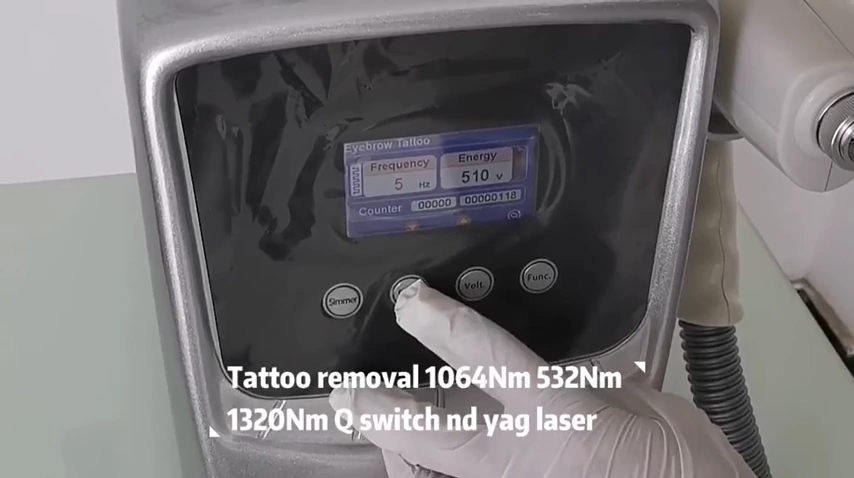 Eyebrow Tattoo
Frequency
Energy
5 Hz
510 v
Counter 00000 00000118
Simmer
Volt.
Func.
Tattoo removal 1064Nm 532Nm
1320Nm Q switch nd yag laser